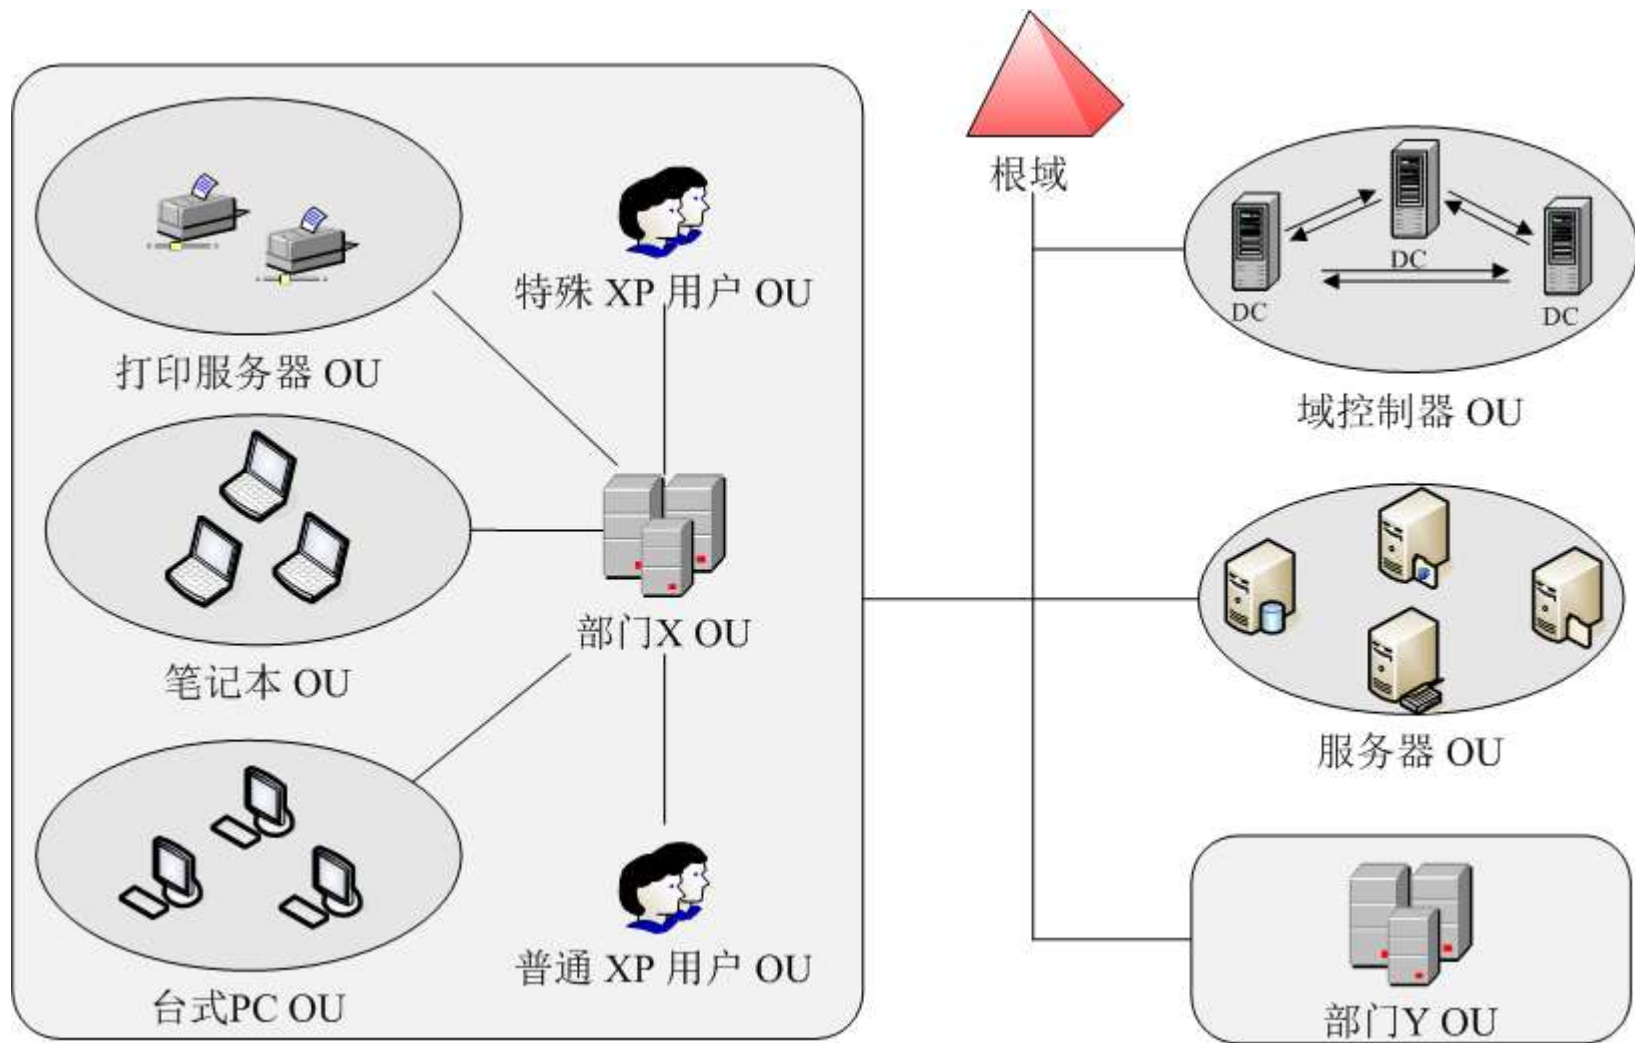 根域
特殊 XP 用户 OU
打印服务器 OU
笔记本 OU
部门X OU
台式PC OU
普通 XP 用户 OU
DC
DC
DC
域控制器 OU
服务器 OU
部门Y OU